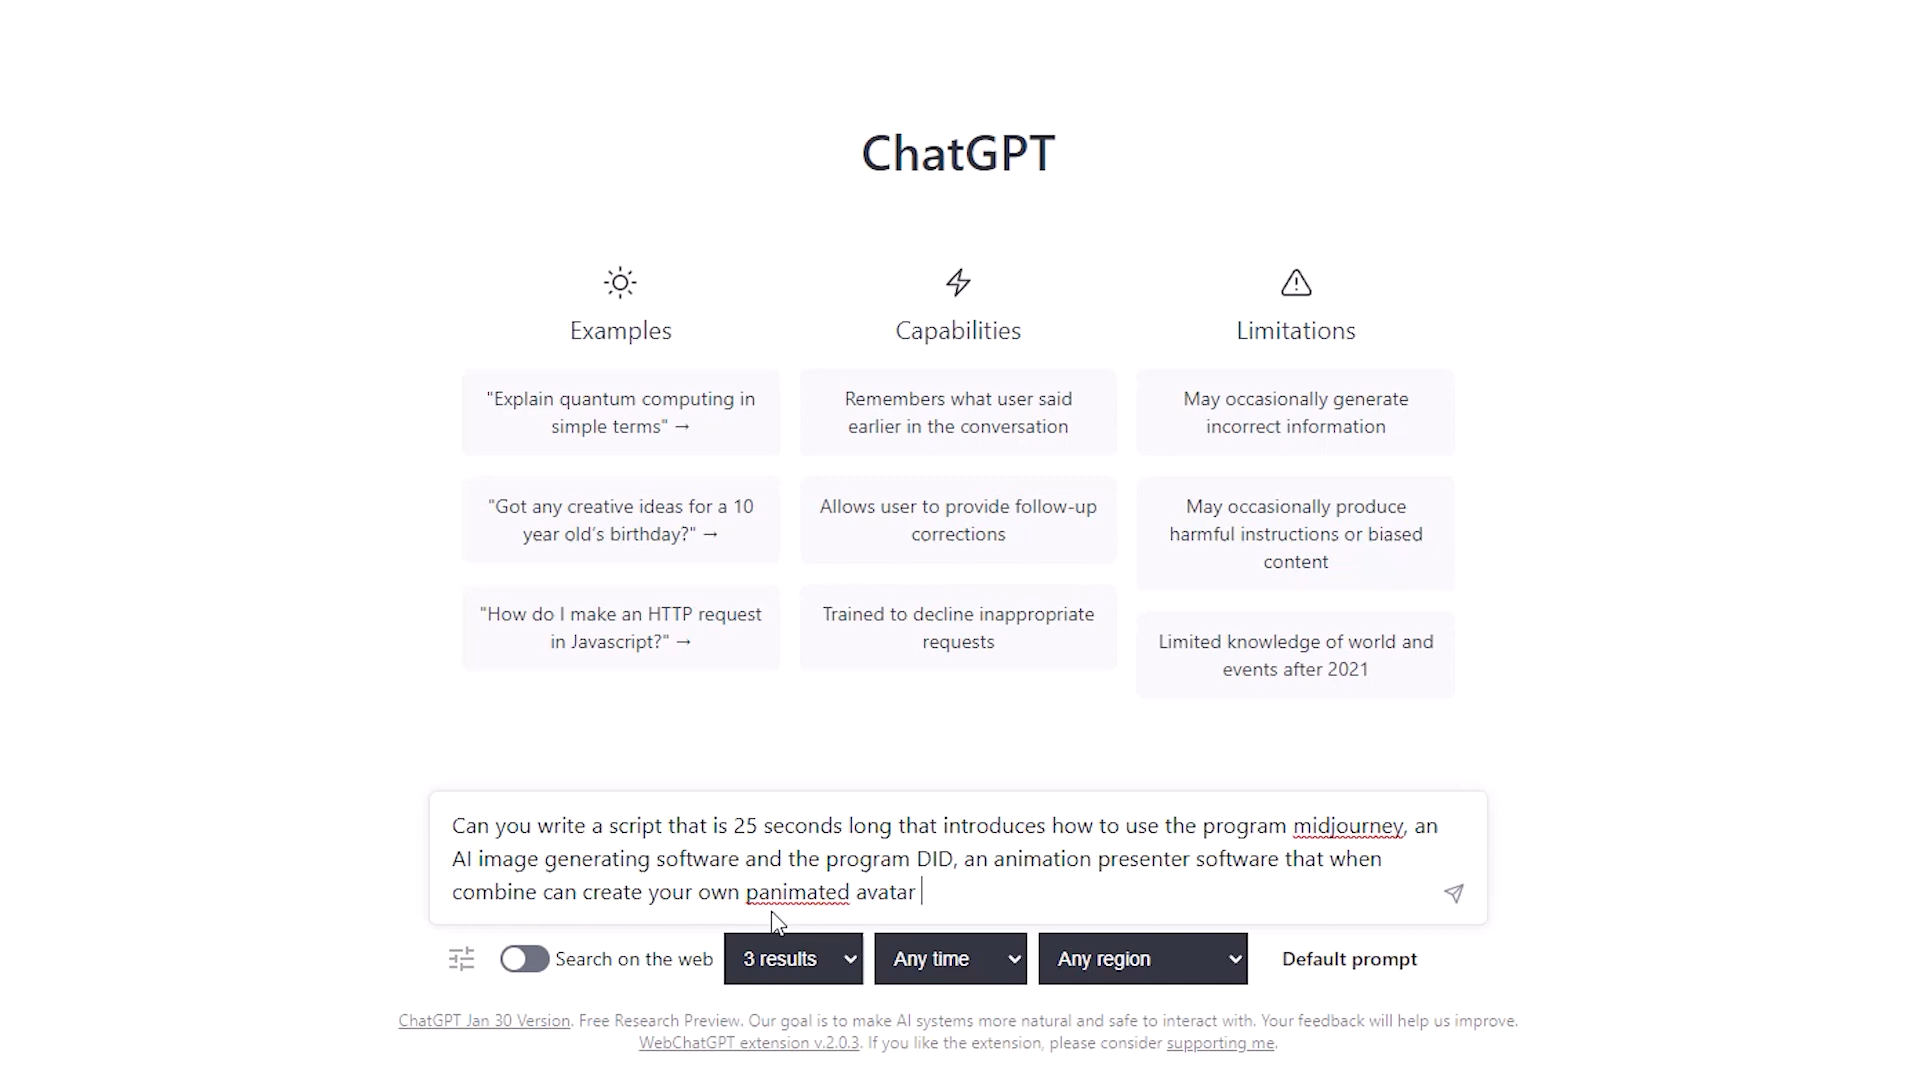 ChatGPT
Examples
"Explain quantum computing in
simple terms" →
"Got any creative ideas for a 10
year old's birthday?" →
"How do I make an HTTP request
in Javascript?" →
Capabilities
Remembers what user said
earlier in the conversation
Allows user to provide follow-up
corrections
Trained to decline inappropriate
requests
Limitations
May occasionally generate
incorrect information
May occasionally produce
harmful instructions or biased
content
Limited knowledge of world and
events after 2021
Can you write a script that is 25 seconds long that introduces how to use the program midjourney, an
AI image generating software and the program DID, an animation presenter software that when
combine can create your own panimated avatar
Search on the web 3 results Any time Any region Default prompt
ChatGPT Jan 30 Version. Free Research Preview. Our goal is to make AI systems more natural and safe to interact with. Your feedback will help us improve.
WebChatGPT extension v.2.0.3. If you like the extension, please consider supporting me.